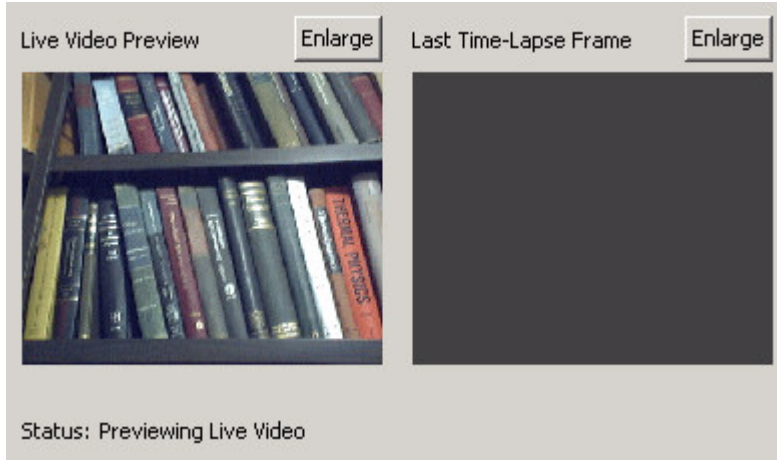 Live Video Preview
Enlarge
Last Time-Lapse Frame
Enlarge
THERMAL PHYSICS
Status: Previewing Live Video